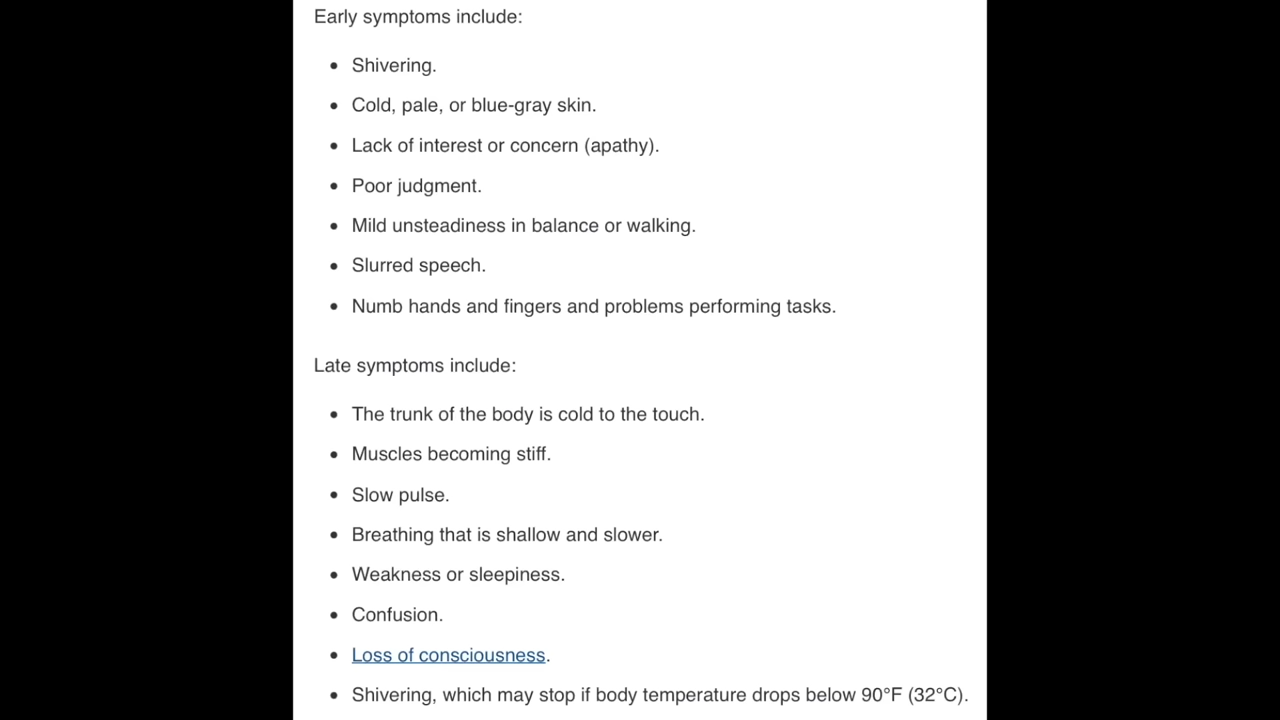 Early symptoms include:
• Shivering.
• Cold, pale, or blue-gray skin.
• Lack of interest or concern (apathy).
• Poor judgment.
• Mild unsteadiness in balance or walking.
• Slurred speech.
• Numb hands and fingers and problems performing tasks.
Late symptoms include:
• The trunk of the body is cold to the touch.
• Muscles becoming stiff.
• Slow pulse.
• Breathing that is shallow and slower.
• Weakness or sleepiness.
• Confusion.
• Loss of consciousness.
• Shivering, which may stop if body temperature drops below 90°F (32°C).